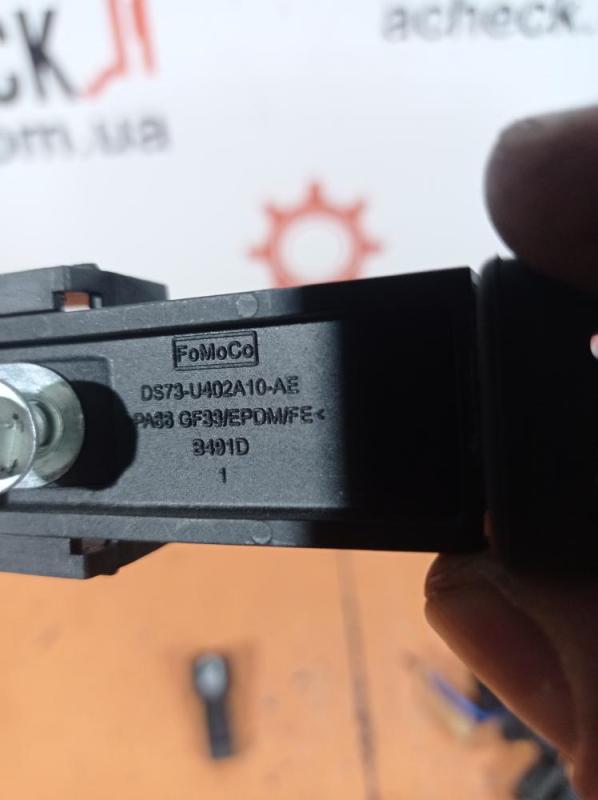 CK
acheck.
om.ua
FoMoCo
DS73-U402A10-AE
PA66 GF33/EPDM/FE<
B491D
1